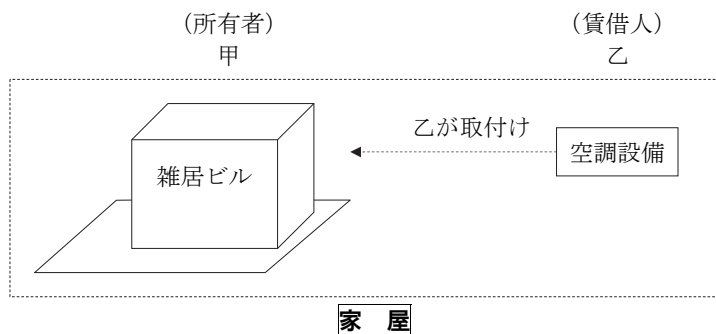 （所有者）
甲
（賃借人）
乙
乙が取付け
空調設備
雑居ビル
家　屋